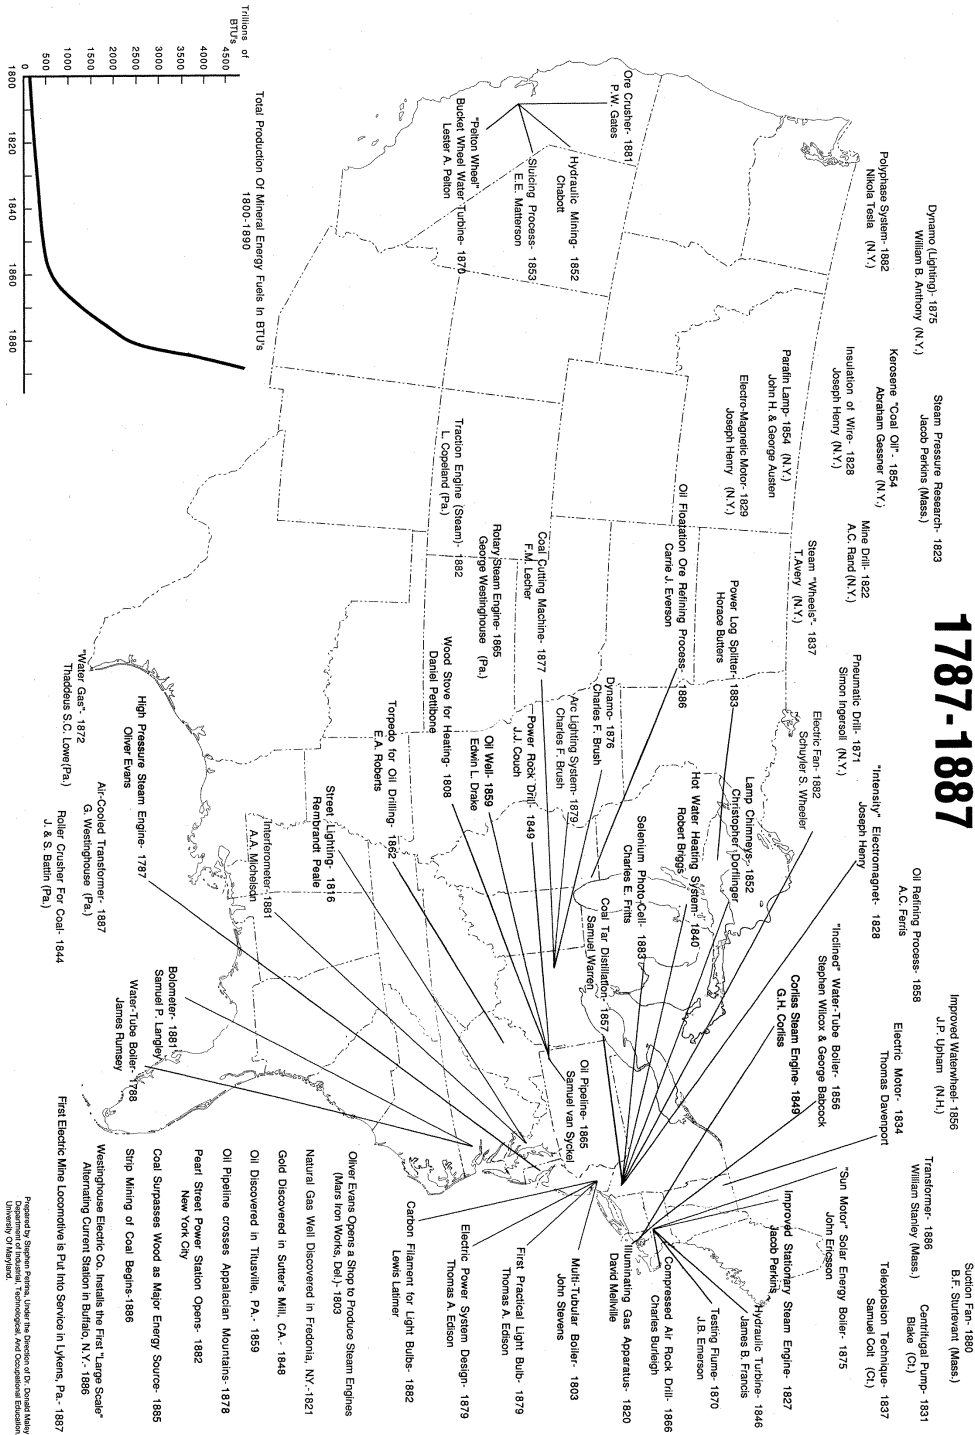 1787-1887
Suction Fan- 1880
B.F. Sturtevant (Mass.)
Improved Waterwheel- 1856
J.P. Upham (N.H.)
Steam Pressure Research- 1823
Jacob Perkins (Mass.)
Dynamo (Lighting)- 1875
William B. Anthony (N.Y.)
Centrifugal Pump- 1831
Blake (Ct.)
Transformer- 1886
William Stanley (Mass.)
Oil Refining Process- 1858
A.C. Ferris
Kerosene "Coal Oil"- 1854
Abraham Gessner (N.Y.)
Polyphase System- 1882
Nikola Tesla (N.Y.)
Telexplosion Technique- 1837
Samuel Colt (Ct.)
Electric Motor- 1834
Thomas Davenport
"Intensity" Electromagnet- 1828
Joseph Henry
Mine Drill- 1822
A.C. Rand (N.Y.)
Pneumatic Drill- 1871
Simon Ingersoll (N.Y.)
Insulation of Wire- 1828
Joseph Henry (N.Y.)
"Sun Motor" Solar Energy Boiler- 1875
John Ericsson
"Inclined" Water-Tube Boiler- 1856
Stephen Wilcox & George Babcock
Electric Fan- 1882
Schuyler S. Wheeler
Steam "Wheels"- 1837
T.Avery (N.Y.)
Corliss Steam Engine- 1849
G.H. Corliss
Parafin Lamp- 1854 (N.Y.)
John H. & George Austen
Improved Stationary Steam Engine- 1827
Jacob Perkins
Lamp Chimneys- 1852
Christopher Dorflinger
Power Log Splitter- 1883
Horace Butters
Electro-Magnetic Motor- 1829
Joseph Henry (N.Y.)
Hydraulic Turbine- 1846
James B. Francis
Hot Water Heating System- 1840
Robert Briggs
Testing Flume- 1870
J.B. Emerson
Oil Floatation Ore Refining Process- 1886
Carrie J. Everson
Compressed Air Rock Drill- 1866
Charles Burleigh
Selenium Photo-Cell- 1883
Charles E. Fritts
Ore Crusher- 1881
P.W. Gates
Illuminating Gas Apparatus- 1820
David Mellville
Dynamo- 1876
Charles F. Brush
Coal Tar Distillation- 1857
Samuel Warren
Arc Lighting System- 1879
Charles F. Brush
Hydraulic Mining- 1852
Chabott
Oil Pipeline- 1865
Samuel van Syckel
Multi-Tubular Boiler- 1803
John Stevens
Coal Cutting Machine- 1877
F.M. Lecher
Sluicing Process- 1853
E.E. Matterson
Power Rock Drill- 1849
J.J. Couch
First Practical Light Bulb- 1879
Thomas A. Edison
Rotary Steam Engine- 1865
George Westinghouse (Pa.)
Oil Well- 1859
Edwin L. Drake
"Pelton Wheel"
Bucket Wheel Water Turbine- 1870
Lester A. Pelton
Traction Engine (Steam)- 1882
L. Copeland (Pa.)
Wood Stove for Heating- 1808
Daniel Pettibone
Electric Power System Design- 1879
Thomas A. Edison
Torpedo for Oil Drilling- 1862
E.A. Roberts
Carbon Filament for Light Bulbs- 1882
Lewis Latimer
Street Lighting- 1816
Rembrandt Peale
Interferometer- 1881
A.A. Michelson
High Pressure Steam Engine- 1787
Oliver Evans
Bolometer- 1881
Samuel P. Langley
Water-Tube Boiler- 1788
James Rumsey
"Water Gas"- 1872
Thaddeus S.C. Lowe(Pa.)
Air-Cooled Transformer- 1887
G. Westinghouse (Pa.)
Roller Crusher For Coal- 1844
J. & S. Battin (Pa.)
Oliver Evans Opens a Shop to Produce Steam Engines
(Mars Iron Works, Del.)- 1803
Natural Gas Well Discovered in Fredonia, NY.-1821
Gold Discovered in Sutter's Mill, CA.- 1848
Oil Discovered in Titusville, PA.- 1859
Oil Pipeline crosses Appalacian Mountains- 1878
Pearl Street Power Station Opens- 1882
New York City
Coal Surpasses Wood as Major Energy Source- 1885
Strip Mining of Coal Begins-1886
Westinghouse Electric Co. Installs the First "Large Scale"
Alternating Current Station in Buffalo, N.Y.- 1886
First Electric Mine Locomotive is Put Into Service in Lykens, Pa.- 1887
Total Production Of Mineral Energy Fuels In BTU's
1800-1890
Trillions of
BTU's
4500
4000
3500
3000
2500
2000
1500
1000
500
1800 1820 1840 1860 1880
Prepared by Stephen Perma, Under the Direction of Dr. Donald Maley
Department of Industrial, Technological, And Occupational Education,
University Of Maryland.